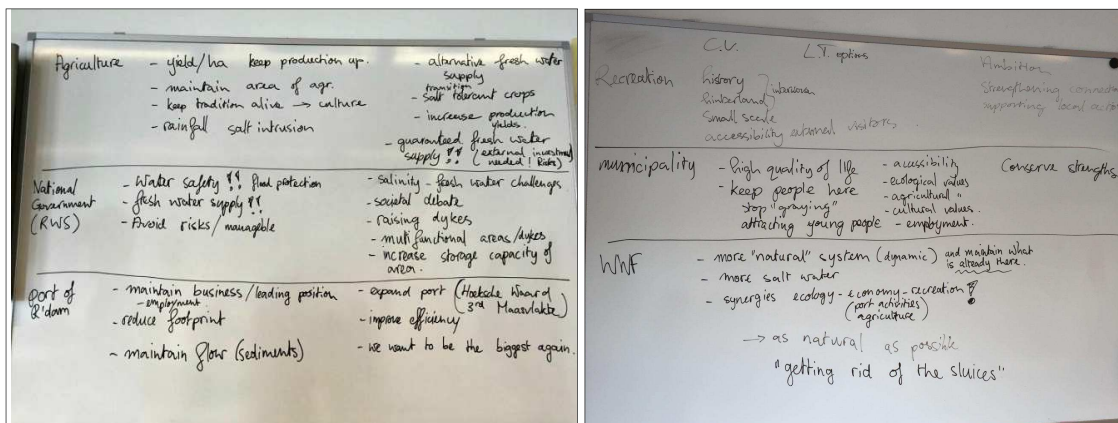 Agriculture - yield/ha keep production up.
- maintain area of agr.
- keep tradition alive → culture
- rainfall salt intrusion
- alternative fresh water
supply
transition
- salt tolerant crops
- increase production
yields.
- guaranteed fresh water
supply !! (external investment
needed! Risks)
National
Government
(RWS)
- Water safety !! flood protection
- fresh water supply !!
- Avoid risks/manageable
- salinity - fresh water challenges
- societal debate
- raising dykes
- multifunctional areas/dykes
- increase storage capacity of
area.
Port of
R'dam
- maintain business/leading position
- employment
- reduce footprint
- maintain flow (sediments)
- expand port (Hoeksche Waard
3rd Maasvlakte)
- improve efficiency
- we want to be the biggest again.
C.V. L.T. options Ambition
Recreation
history
hinterland } interwoven
small scale
accessibility external visitors
strengthening
supporting local
municipality
- high quality of life
- keep people here
stop "graying"
attracting young people
- accessibility
- ecological values
- agricultural "
- cultural values.
- employment.
Conserve strengths
WNF
- more "natural" system (dynamic) and maintain what
is already there.
- more salt water
- synergies ecology - economy - recreation !
(port activities
agriculture)
→ as natural as possible
"getting rid of the sluices"